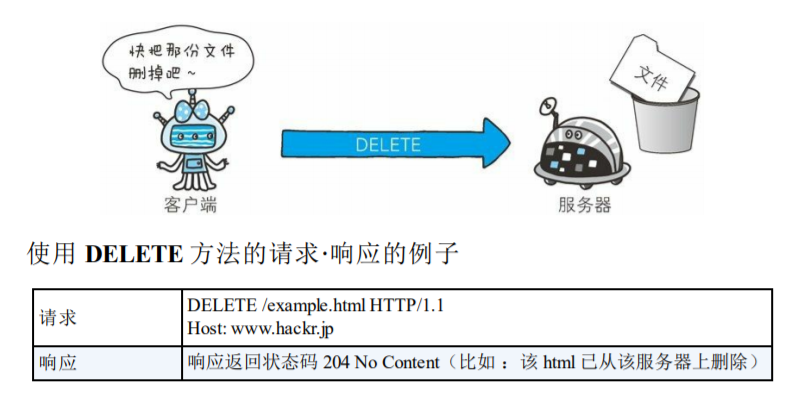 快把那份文件
删掉吧~
文件
DELETE
客户端
服务器
使用 DELETE 方法的请求·响应的例子
请求
DELETE /example.html HTTP/1.1
Host: www.hackr.jp
响应
响应返回状态码 204 No Content（比如 ：该 html 已从该服务器上删除）